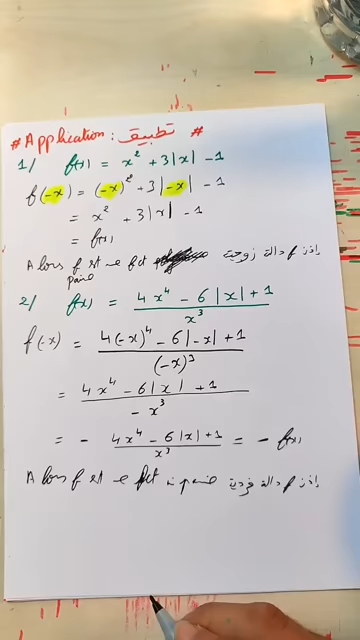 # Application : تطبيق #
1/ f(x) = x² + 3|x| - 1
f(-x) = (-x)² + 3|-x| - 1
= x² + 3|x| - 1
= f(x)
Alors f est une fct paire إذن f دالة زوجية
2/ f(x) = (4x⁴ - 6|x| + 1) / x³
f(-x) = (4(-x)⁴ - 6|-x| + 1) / (-x)³
= (4x⁴ - 6|x| + 1) / -x³
= - (4x⁴ - 6|x| + 1) / x³ = - f(x)
Alors f est une fct impaire إذن f دالة فردية